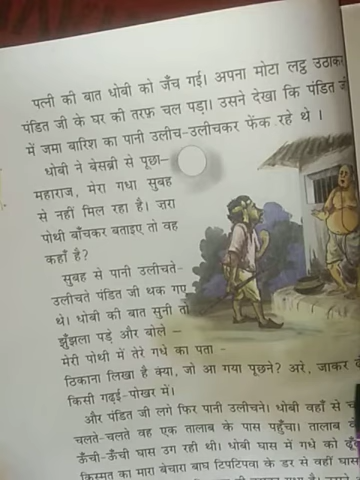 पत्नी की बात धोबी को जँच गई। अपना मोटा लट्ठ उठाकर
पंडित जी के घर की तरफ़ चल पड़ा। उसने देखा कि पंडित जी
में जमा बारिश का पानी उलीच-उलीचकर फेंक रहे थे ।
धोबी ने बेसब्री से पूछा–
महाराज, मेरा गधा सुबह
से नहीं मिल रहा है। ज़रा
पोथी बाँचकर बताइए तो वह
कहाँ है?
सुबह से पानी उलीचते-
उलीचते पंडित जी थक गए
थे। धोबी की बात सुनी तो
झुँझला पड़े और बोले –
मेरी पोथी में तेरे गधे का पता -
ठिकाना लिखा है क्या, जो आ गया पूछने? अरे, जाकर
किसी गढ़ई-पोखर में।
और पंडित जी लगे फिर पानी उलीचने। धोबी वहाँ से
चलते-चलते वह एक तालाब के पास पहुँचा। तालाब
ऊँची-ऊँची घास उग रही थी। धोबी घास में गधे को
किस्मत का मारा बेचारा बाघ टिपटिपवा के डर से वहीं घास